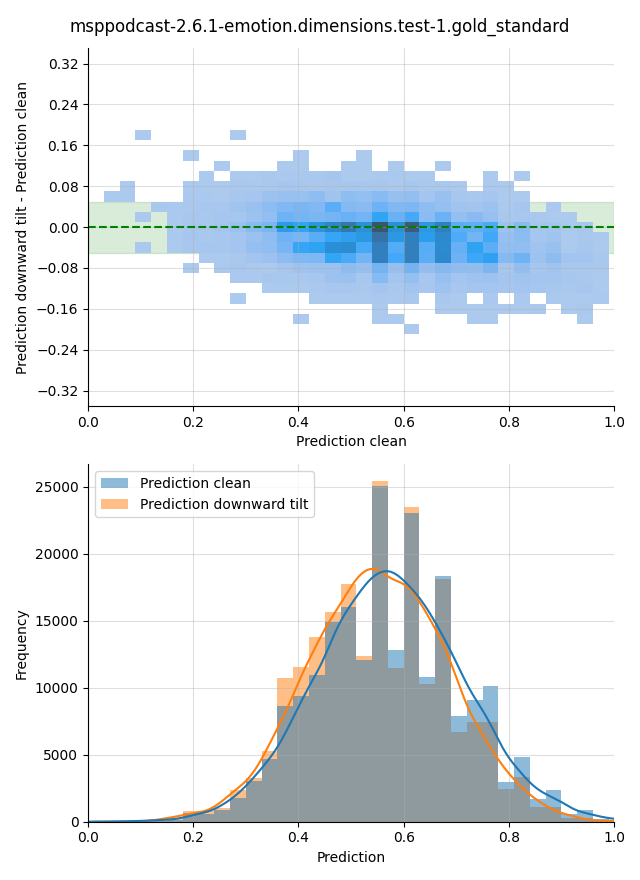 msppodcast-2.6.1-emotion.dimensions.test-1.gold_standard
Prediction downward tilt - Prediction clean
0.32
0.24
0.16
0.08
0.00
−0.08
−0.16
−0.24
−0.32
0.0 0.2 0.4 0.6 0.8 1.0
Prediction clean
Frequency
25000
20000
15000
10000
5000
0
Prediction clean
Prediction downward tilt
0.0 0.2 0.4 0.6 0.8 1.0
Prediction